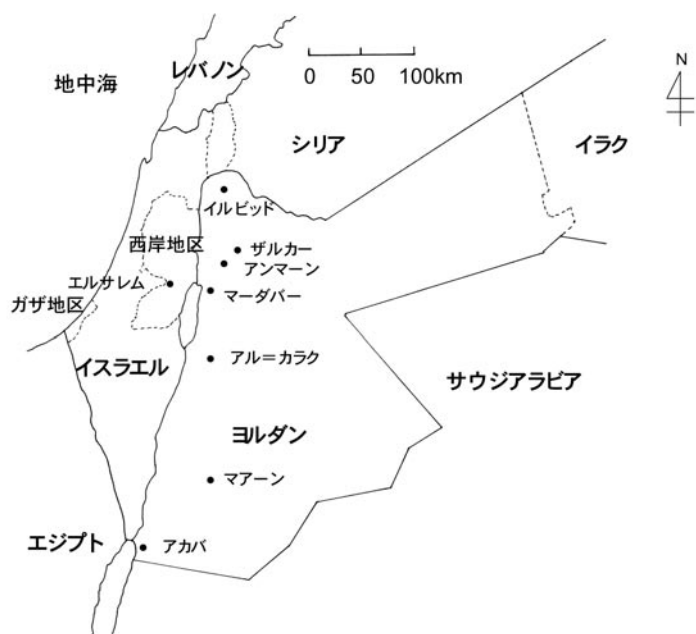 レバノン
0 50 100km
N
地中海
シリア
イラク
イルビッド
西岸地区
ザルカー
アンマーン
エルサレム
マーダバー
ガザ地区
アル＝カラク
イスラエル
サウジアラビア
ヨルダン
マアーン
エジプト
アカバ